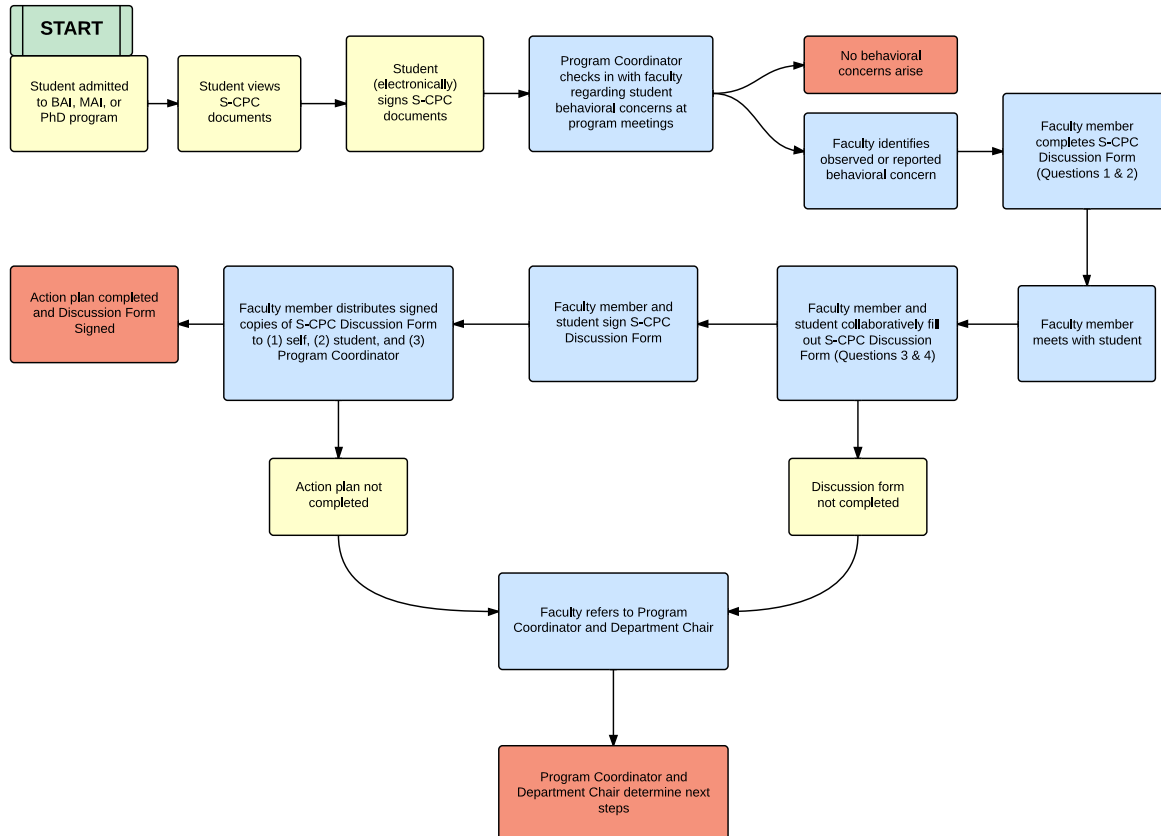 START
Student admitted
to BAI, MAI, or
PhD program
Student views
S-CPC
documents
Student
(electronically)
signs S-CPC
documents
Program Coordinator
checks in with faculty
regarding student
behavioral concerns at
program meetings
No behavioral
concerns arise
Faculty identifies
observed or reported
behavioral concern
Faculty member
completes S-CPC
Discussion Form
(Questions 1 & 2)
Action plan completed
and Discussion Form
Signed
Faculty member distributes signed
copies of S-CPC Discussion Form
to (1) self, (2) student, and (3)
Program Coordinator
Faculty member and
student sign S-CPC
Discussion Form
Faculty member and
student collaboratively fill
out S-CPC Discussion
Form (Questions 3 & 4)
Faculty member
meets with student
Action plan not
completed
Discussion form
not completed
Faculty refers to Program
Coordinator and Department Chair
Program Coordinator and
Department Chair determine next
steps